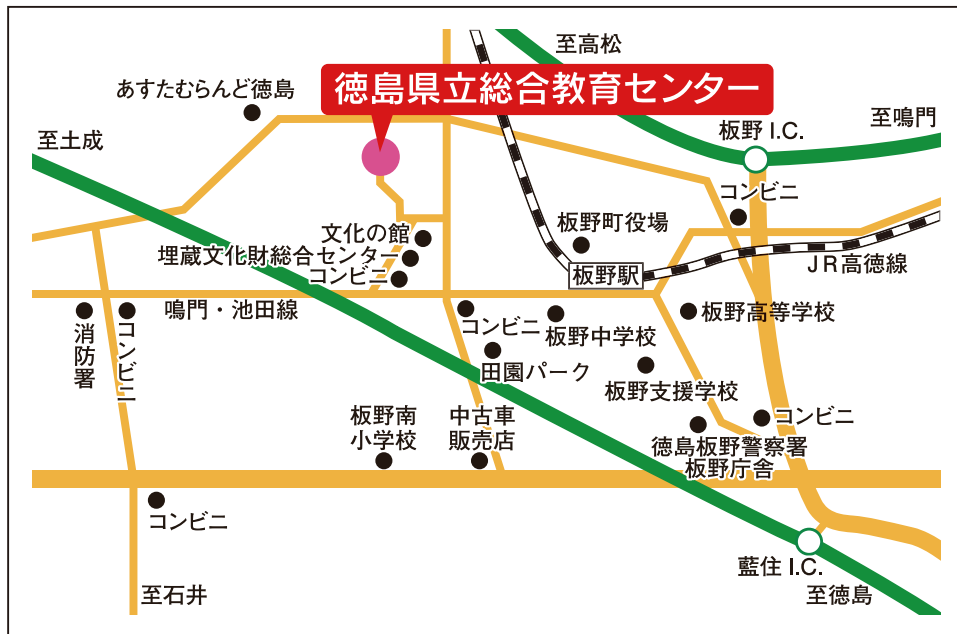 至高松
あすたむらんど徳島
徳島県立総合教育センター
至鳴門
板野 I.C.
至土成
コンビニ
文化の館
板野町役場
埋蔵文化財総合センター
コンビニ
板野駅
JR高徳線
鳴門・池田線
コンビニ
板野中学校
板野高等学校
消防署
コンビニ
田園パーク
板野支援学校
板野南
小学校
中古車
販売店
コンビニ
徳島板野警察署
板野庁舎
コンビニ
藍住 I.C.
至石井
至徳島